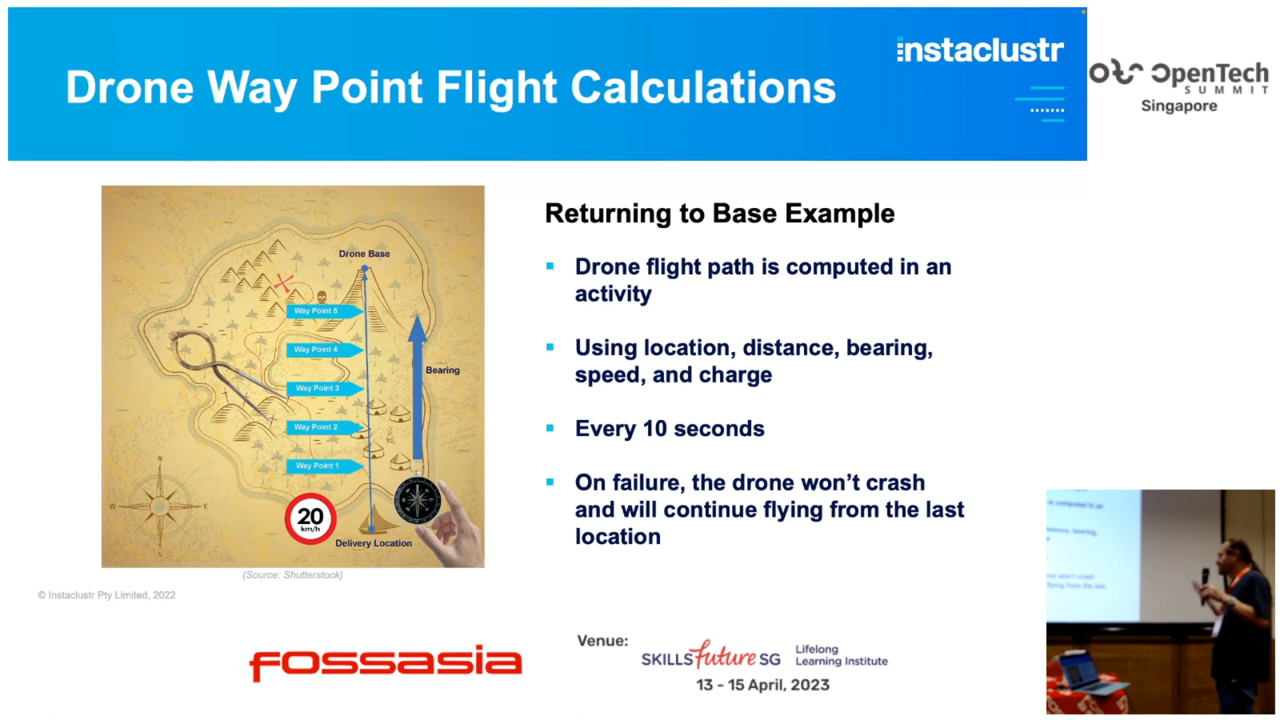 Drone Way Point Flight Calculations
instaclustr
OpenTech
SUMMIT
Singapore
Drone Base
Way Point 5
Way Point 4
Bearing
Way Point 3
Way Point 2
Way Point 1
N
W
E
S
20
km/h
Delivery Location
(Source: Shutterstock)
Returning to Base Example
Drone flight path is computed in an
activity
Using location, distance, bearing,
speed, and charge
Every 10 seconds
On failure, the drone won’t crash
and will continue flying from the last
location
© Instaclustr Pty Limited, 2022
fossasia
Venue:
SKILLSfuture SG
Lifelong
Learning Institute
13 - 15 April, 2023